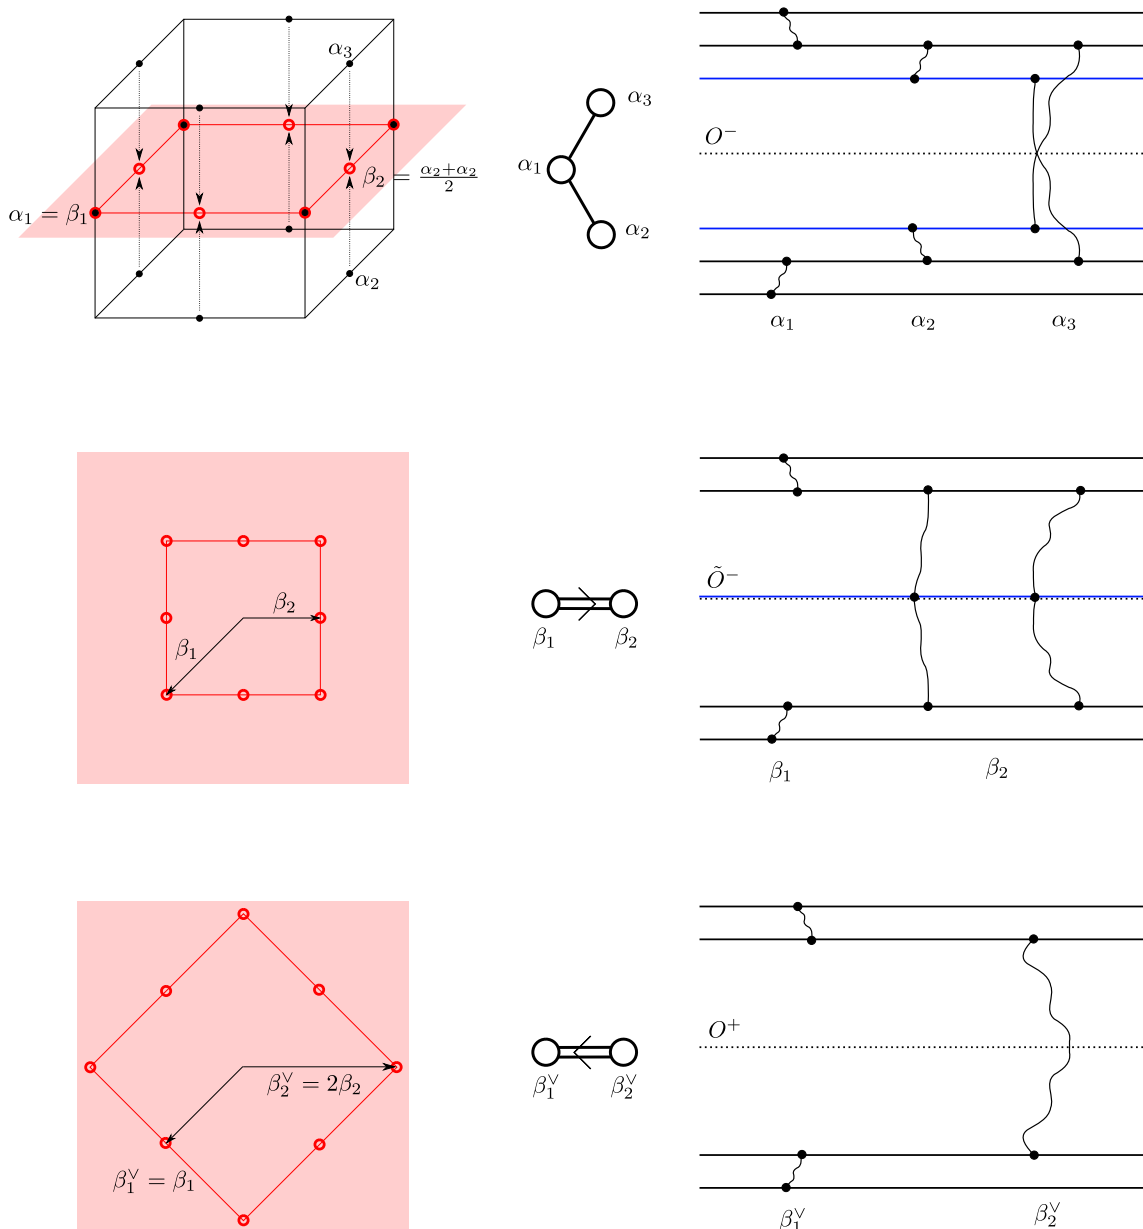 α₃
α₁ = β₁
β₂ = (α₂+α₂)/2
α₂
α₃
α₁
α₂
O⁻
α₁ α₂ α₃
β₂
β₁
β₁ β₂
Õ⁻
β₁ β₂
β₂^∨ = 2β₂
β₁^∨ = β₁
β₁^∨ β₂^∨
O⁺
β₁^∨ β₂^∨